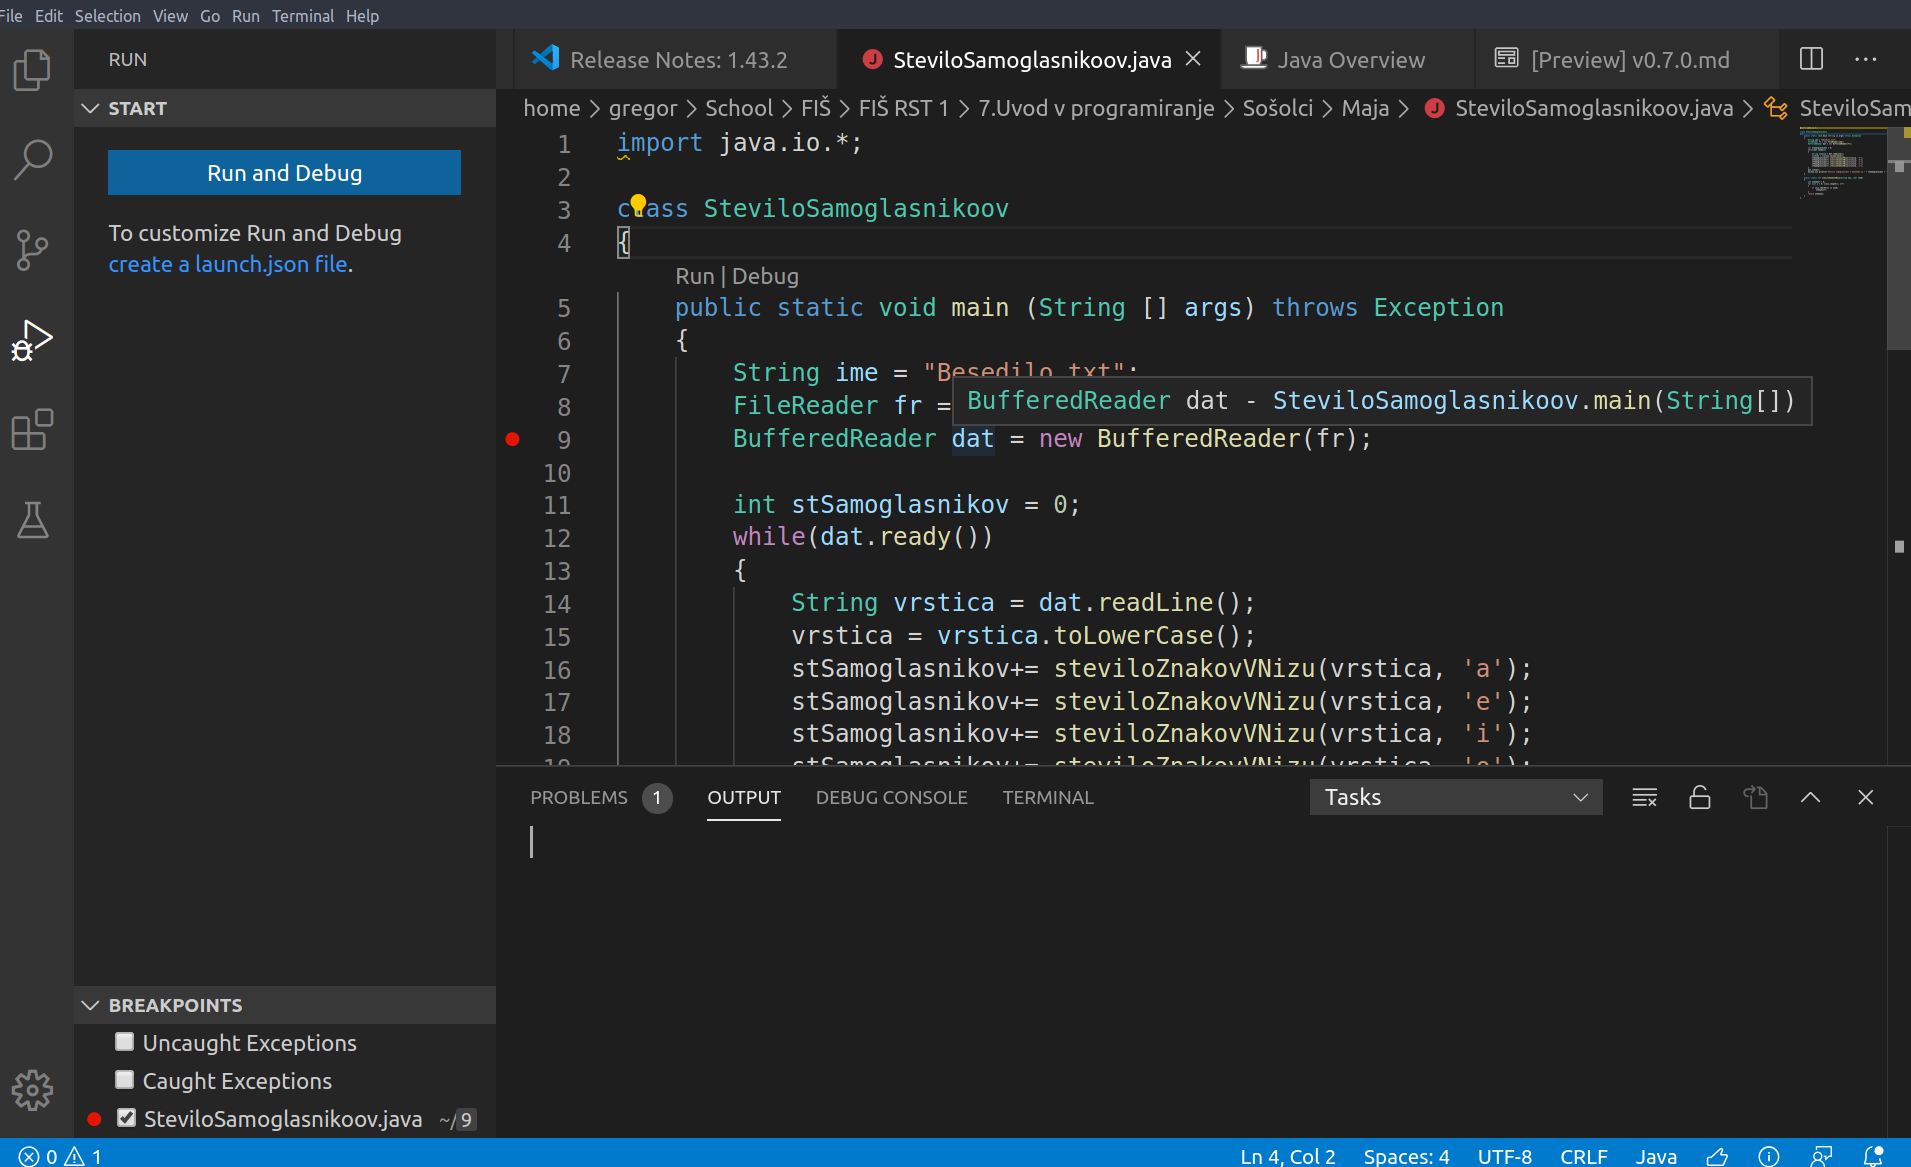 File Edit Selection View Go Run Terminal Help
RUN
START
Run and Debug
To customize Run and Debug
create a launch.json file.
BREAKPOINTS
Uncaught Exceptions
Caught Exceptions
SteviloSamoglasnikoov.java ~/ 9
Release Notes: 1.43.2 SteviloSamoglasnikoov.java Java Overview [Preview] v0.7.0.md
home > gregor > School > FIŠ > FIŠ RST 1 > 7.Uvod v programiranje > Sošolci > Maja > SteviloSamoglasnikoov.java > SteviloSam
1 import java.io.*;
2
3 class SteviloSamoglasnikoov
4 {
Run | Debug
5 public static void main (String [] args) throws Exception
6 {
7 String ime = "Besedilo.txt";
BufferedReader dat - SteviloSamoglasnikoov.main(String[])
8 FileReader fr =
9 BufferedReader dat = new BufferedReader(fr);
10
11 int stSamoglasnikov = 0;
12 while(dat.ready())
13 {
14 String vrstica = dat.readLine();
15 vrstica = vrstica.toLowerCase();
16 stSamoglasnikov+= steviloZnakovVNizu(vrstica, 'a');
17 stSamoglasnikov+= steviloZnakovVNizu(vrstica, 'e');
18 stSamoglasnikov+= steviloZnakovVNizu(vrstica, 'i');
19 stSamoglasnikov+= steviloZnakovVNizu(vrstica, 'o');
PROBLEMS 1 OUTPUT DEBUG CONSOLE TERMINAL Tasks
0 1 Ln 4, Col 2 Spaces: 4 UTF-8 CRLF Java